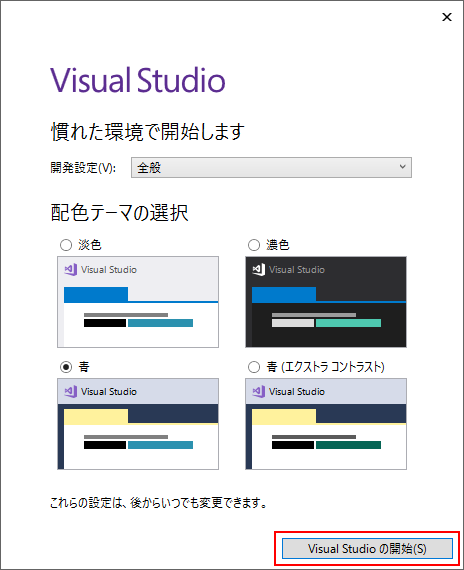 Visual Studio
慣れた環境で開始します
開発設定(V): 全般
配色テーマの選択
淡色 濃色
Visual Studio Visual Studio
青 青 (エクストラ コントラスト)
Visual Studio Visual Studio
これらの設定は、後からいつでも変更できます。
Visual Studio の開始(S)